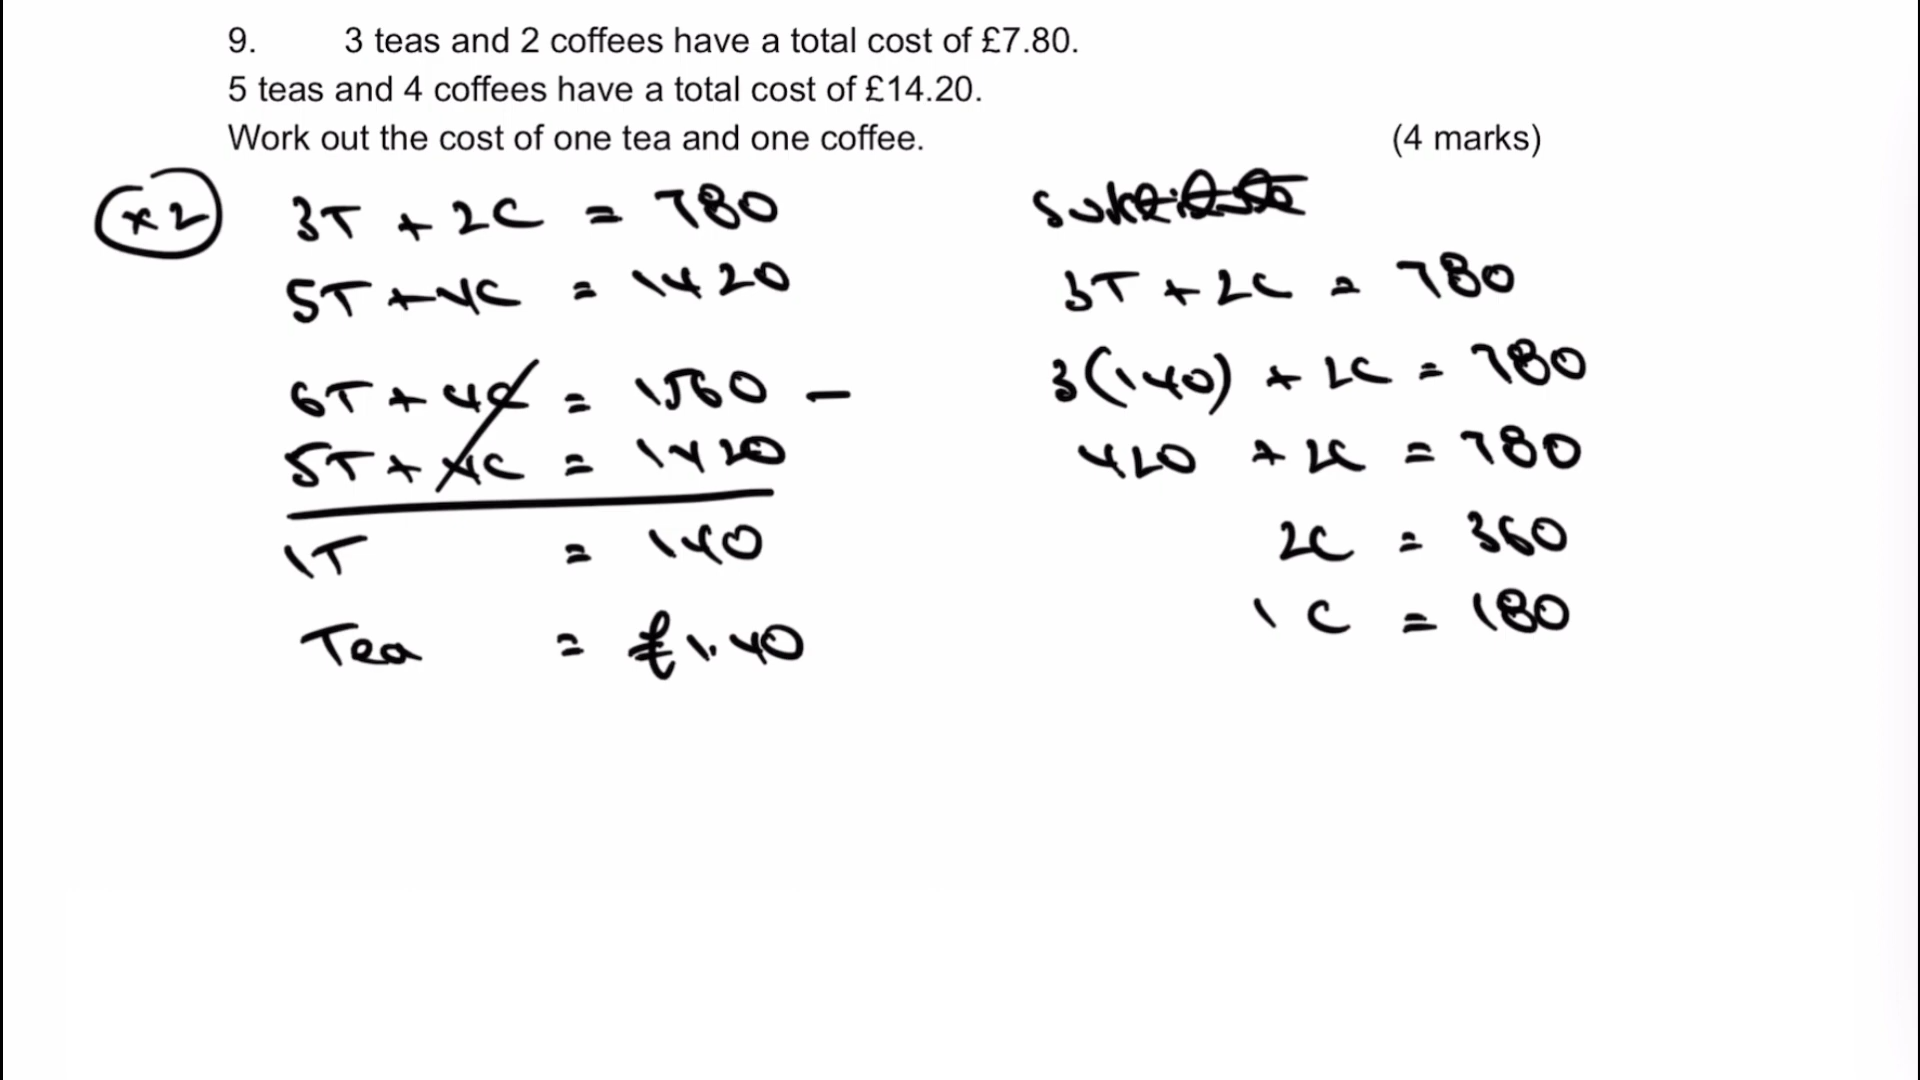 9. 3 teas and 2 coffees have a total cost of £7.80.
5 teas and 4 coffees have a total cost of £14.20.
Work out the cost of one tea and one coffee. (4 marks)
×2 3T + 2C = 780
5T + 4C = 1420
6T + 4C = 1560 −
5T + 4C = 1420
1T = 140
Tea = £1.40
3T + 2C = 780
3(140) + 2C = 780
420 + 2C = 780
2C = 360
1C = 180